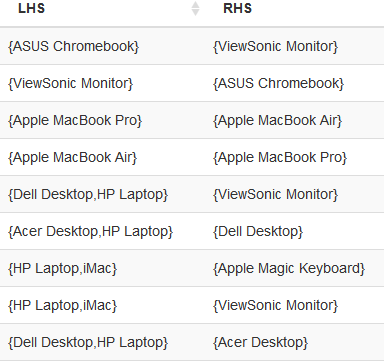 LHS RHS
{ASUS Chromebook} {ViewSonic Monitor}
{ViewSonic Monitor} {ASUS Chromebook}
{Apple MacBook Pro} {Apple MacBook Air}
{Apple MacBook Air} {Apple MacBook Pro}
{Dell Desktop,HP Laptop} {ViewSonic Monitor}
{Acer Desktop,HP Laptop} {Dell Desktop}
{HP Laptop,iMac} {Apple Magic Keyboard}
{HP Laptop,iMac} {ViewSonic Monitor}
{Dell Desktop,HP Laptop} {Acer Desktop}